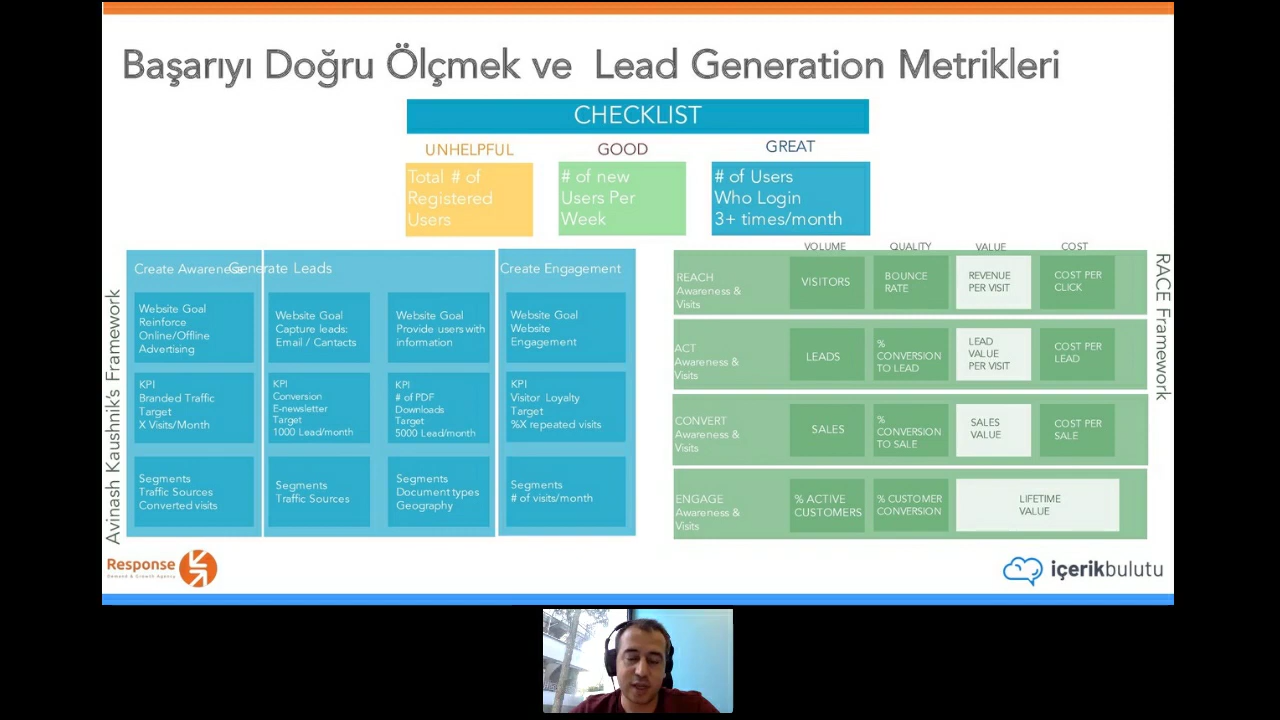 Başarıyı Doğru Ölçmek ve Lead Generation Metrikleri
CHECKLIST
UNHELPFUL
GOOD
GREAT
Total # of
Registered
Users
# of new
Users Per
Week
# of Users
Who Login
3+ times/month
Avinash Kaushnik's Framework
Create Awareness
Generate Leads
Create Engagement
Website Goal
Reinforce
Online/Offline
Advertising
Website Goal
Capture leads:
Email / Cantacts
Website Goal
Provide users with
information
Website Goal
Website
Engagement
KPI
Branded Traffic
Target
X Visits/Month
KPI
Conversion
E-newsletter
Target
1000 Lead/month
KPI
# of PDF
Downloads
Target
5000 Lead/month
KPI
Visitor Loyalty
Target
%X repeated visits
Segments
Traffic Sources
Converted visits
Segments
Traffic Sources
Segments
Document types
Geography
Segments
# of visits/month
VOLUME
QUALITY
VALUE
COST
REACH
Awareness &
Visits
VISITORS
BOUNCE
RATE
REVENUE
PER VISIT
COST PER
CLICK
ACT
Awareness &
Visits
LEADS
%
CONVERSION
TO LEAD
LEAD
VALUE
PER VISIT
COST PER
LEAD
CONVERT
Awareness &
Visits
SALES
%
CONVERSION
TO SALE
SALES
VALUE
COST PER
SALE
ENGAGE
Awareness &
Visits
% ACTIVE
CUSTOMERS
% CUSTOMER
CONVERSION
LIFETIME
VALUE
RACE Framework
Response
Demand & Growth Agency
içerikbulutu